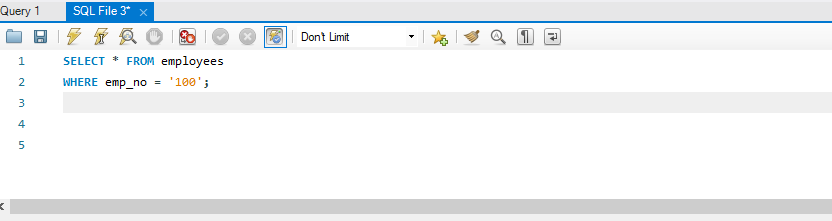 Query 1
SQL File 3*
Don't Limit
1 SELECT * FROM employees
2 WHERE emp_no = '100';
3
4
5